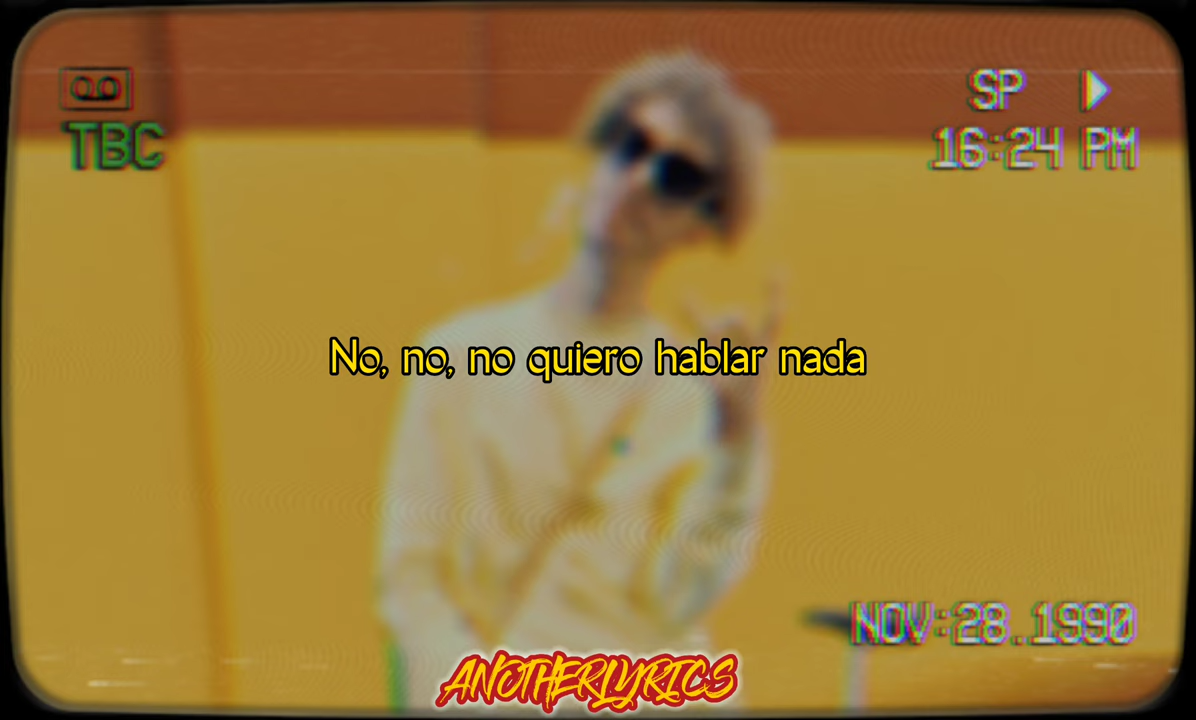 TBC
SP
16:24 PM
No, no, no quiero hablar nada
NOV:28..1990
ANOTHERLYRICS